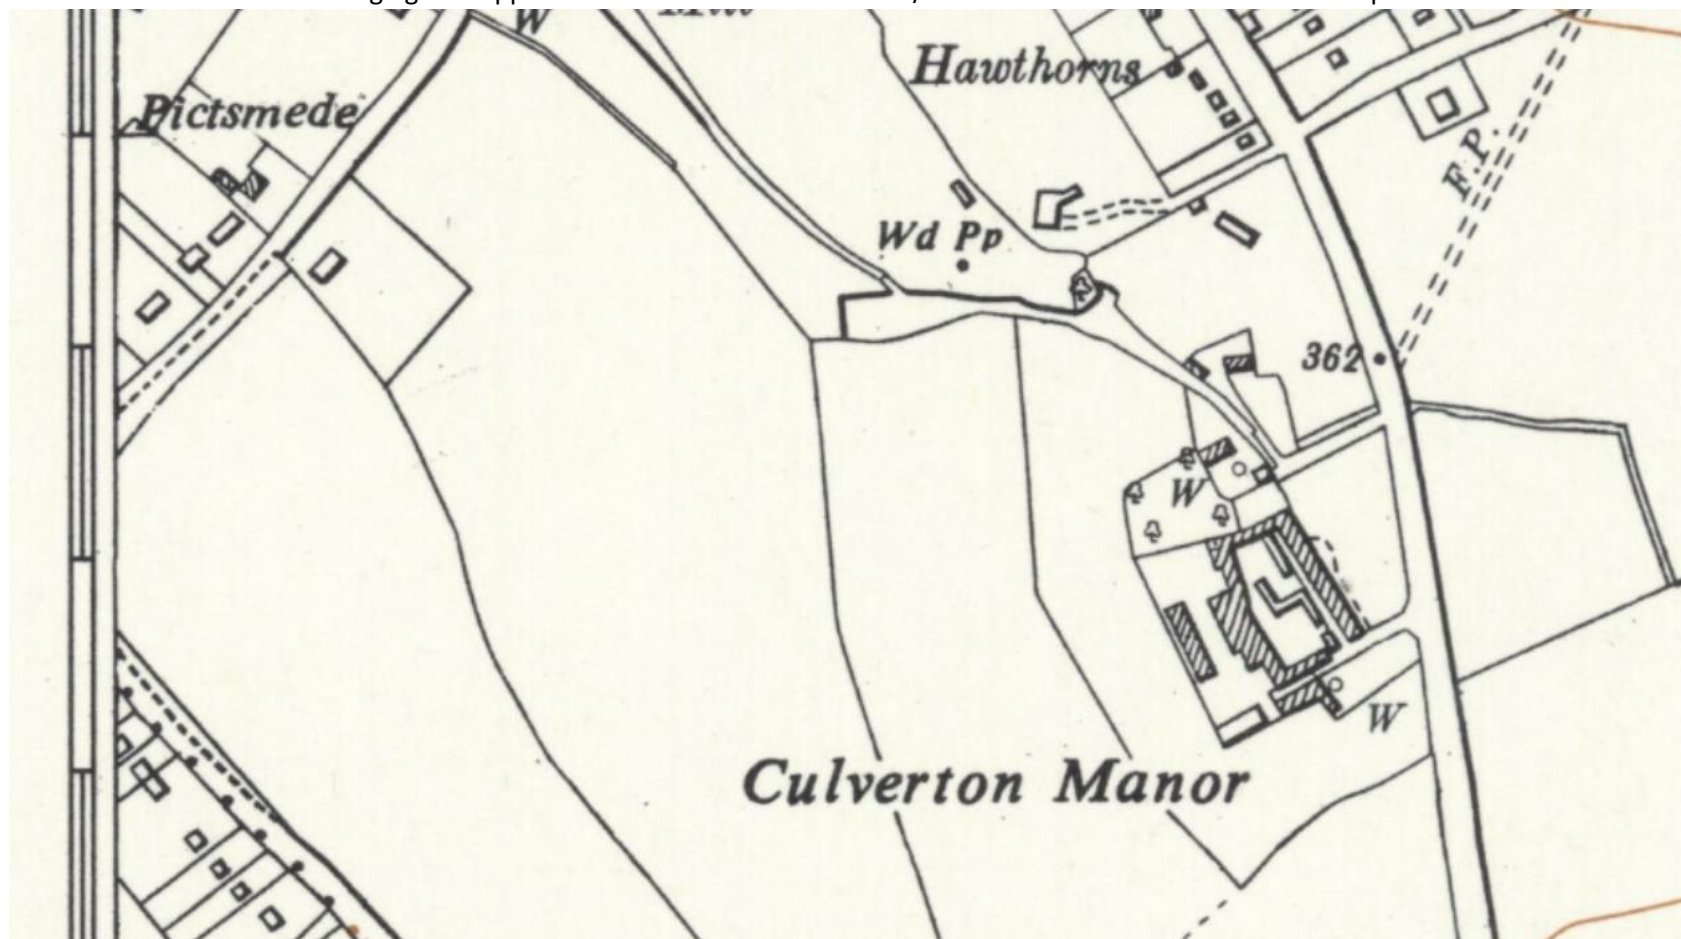 W
Hawthorns
Pictsmede
F.P.
Wd Pp
362
W
W
Culverton Manor